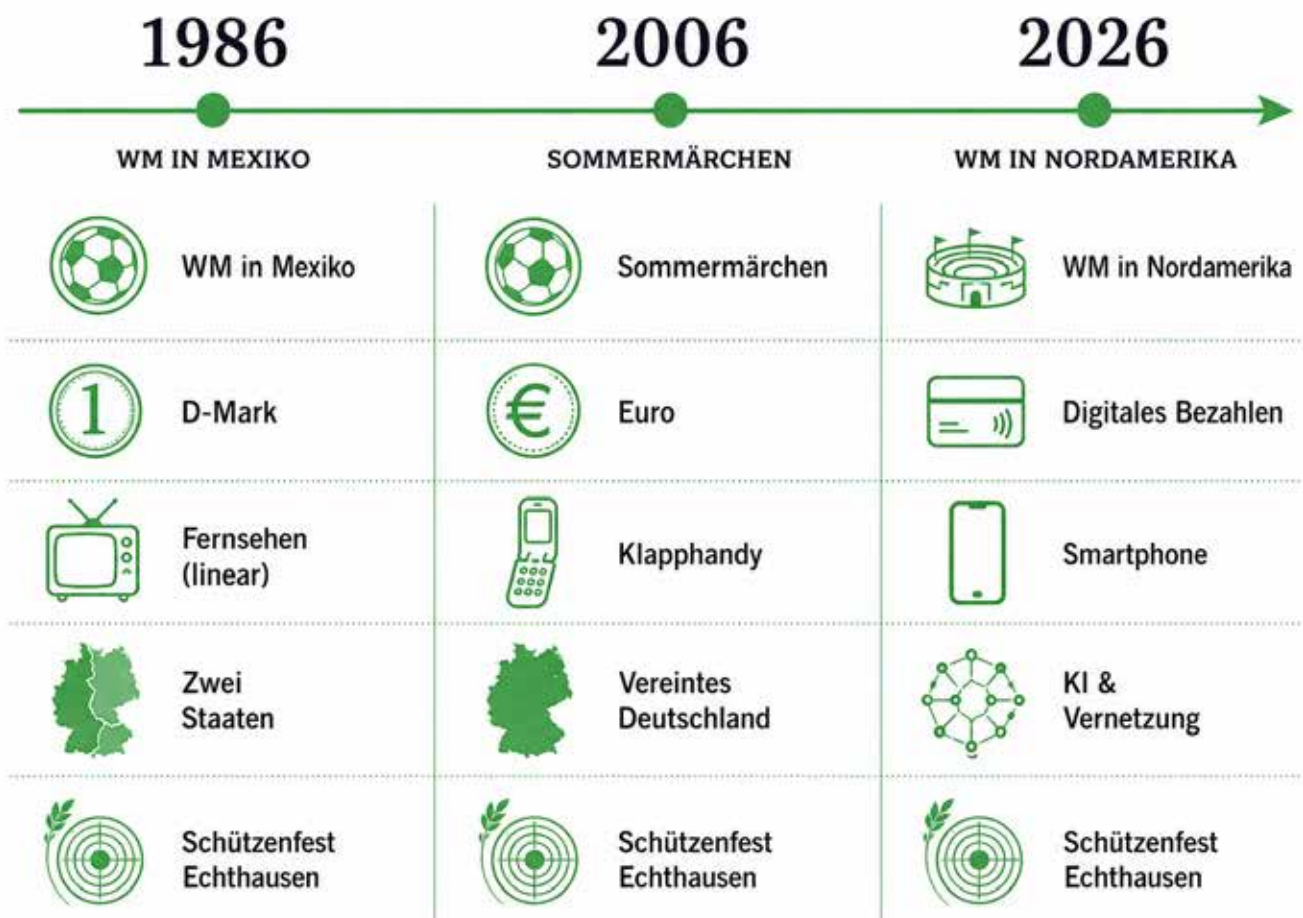 1986
2006
2026
WM IN MEXIKO
SOMMERMÄRCHEN
WM IN NORDAMERIKA
WM in Mexiko
Sommermärchen
WM in Nordamerika
1
D-Mark
€
Euro
Digitales Bezahlen
Fernsehen
(linear)
Klapphandy
Smartphone
Zwei
Staaten
Vereintes
Deutschland
KI &
Vernetzung
Schützenfest
Echthausen
Schützenfest
Echthausen
Schützenfest
Echthausen